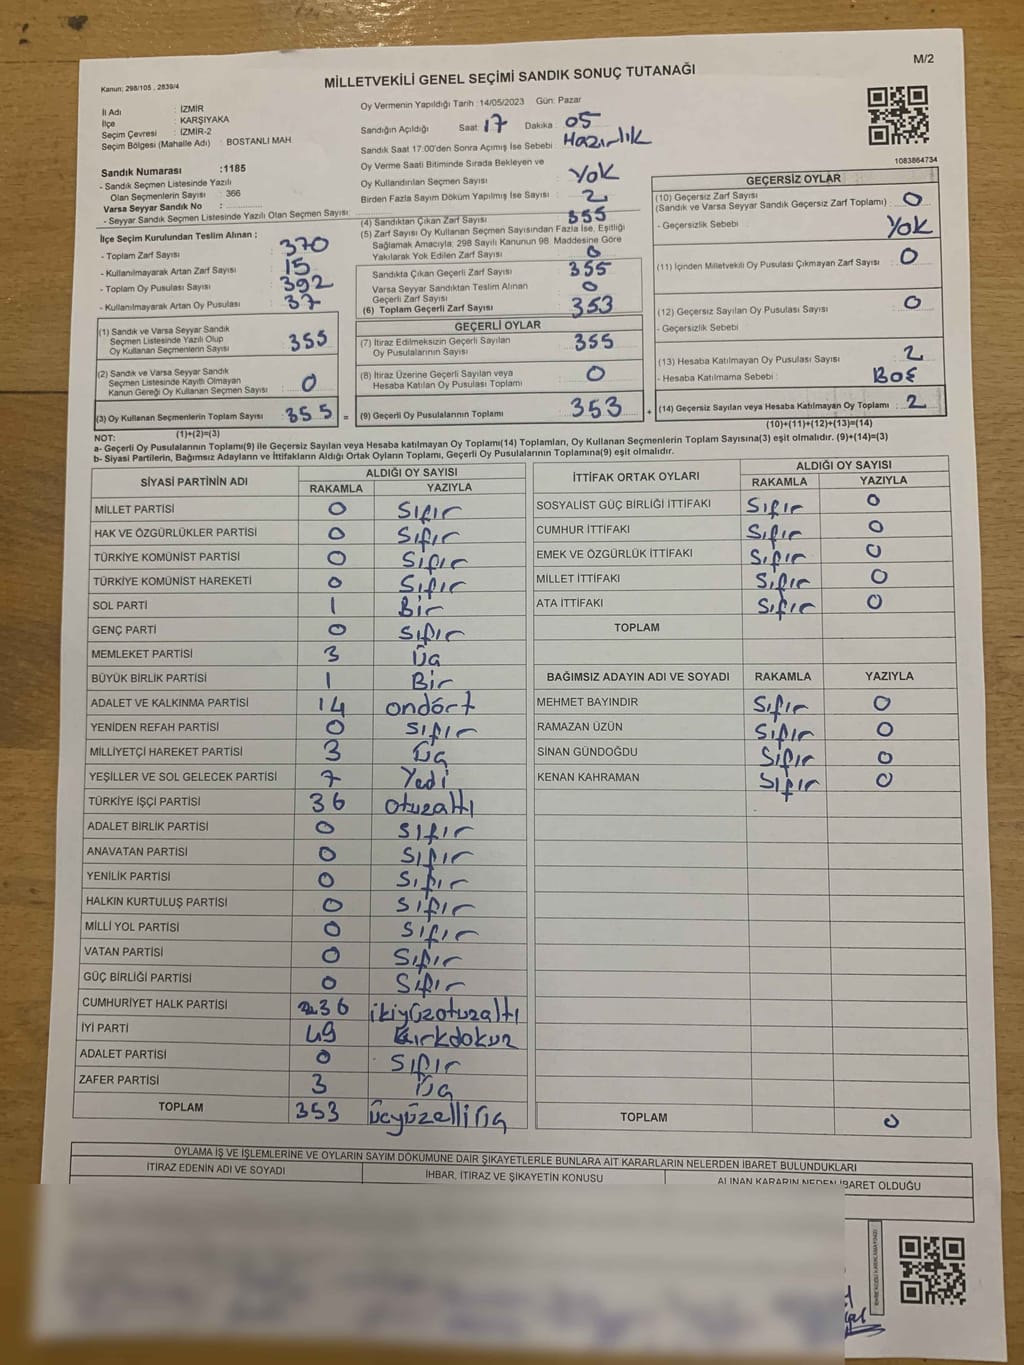 M/2
Kanun; 298/105 , 2839/4
MİLLETVEKİLİ GENEL SEÇİMİ SANDIK SONUÇ TUTANAĞI
İl Adı : İZMİR
İlçe : KARŞIYAKA
Seçim Çevresi : İZMİR-2
Seçim Bölgesi (Mahalle Adı) : BOSTANLI MAH
Sandık Numarası :1185
- Sandık Seçmen Listesinde Yazılı
Olan Seçmenlerin Sayısı : 366
Varsa Seyyar Sandık No :
- Seyyar Sandık Seçmen Listesinde Yazılı Olan Seçmen Sayısı:
Oy Vermenin Yapıldığı Tarih :14/05/2023 Gün: Pazar
Sandığın Açıldığı Saat: 17 Dakika: 05
Sandık Saat 17:00'den Sonra Açımış İse Sebebi: Hazırlık
Oy Verme Saati Bitiminde Sırada Bekleyen ve
Oy Kullandırılan Seçmen Sayısı : Yok
Birden Fazla Sayım Döküm Yapılmış İse Sayısı : 2
1083864734
İlçe Seçim Kurulundan Teslim Alınan ;
- Toplam Zarf Sayısı : 370
- Kullanılmayarak Artan Zarf Sayısı : 15
- Toplam Oy Pusulası Sayısı : 392
- Kullanılmayarak Artan Oy Pusulası : 37
(1) Sandık ve Varsa Seyyar Sandık
Seçmen Listesinde Yazılı Olup
Oy Kullanan Seçmenlerin Sayısı : 355
(2) Sandık ve Varsa Seyyar Sandık
Seçmen Listesinde Kayıtlı Olmayan
Kanun Gereği Oy Kullanan Seçmen Sayısı : 0
(3) Oy Kullanan Seçmenlerin Toplam Sayısı : 355 =
(1)+(2)=(3)
(4) Sandıktan Çıkan Zarf Sayısı : 355
(5) Zarf Sayısı Oy Kullanan Seçmen Sayısından Fazla İse, Eşitliği
Sağlamak Amacıyla, 298 Sayılı Kanunun 98. Maddesine Göre
Yakılarak Yok Edilen Zarf Sayısı : 0
Sandıkta Çıkan Geçerli Zarf Sayısı : 355
Varsa Seyyar Sandıktan Teslim Alınan
Geçerli Zarf Sayısı : 0
(6) Toplam Geçerli Zarf Sayısı : 353
GEÇERLİ OYLAR
(7) İtiraz Edilmeksizin Geçerli Sayılan
Oy Pusulalarının Sayısı : 355
(8) İtiraz Üzerine Geçerli Sayılan veya
Hesaba Katılan Oy Pusulası Toplamı : 0
(9) Geçerli Oy Pusulalarının Toplamı : 353 +
GEÇERSİZ OYLAR
(10) Geçersiz Zarf Sayısı
(Sandık ve Varsa Seyyar Sandık Geçersiz Zarf Toplamı) : 0
- Geçersizlik Sebebi : Yok
(11) İçinden Milletvekili Oy Pusulası Çıkmayan Zarf Sayısı : 0
(12) Geçersiz Sayılan Oy Pusulası Sayısı : 0
- Geçersizlik Sebebi :
(13) Hesaba Katılmayan Oy Pusulası Sayısı : 2
- Hesaba Katılmama Sebebi : BOŞ
(14) Geçersiz Sayılan veya Hesaba Katılmayan Oy Toplamı : 2
(10)+(11)+(12)+(13)=(14)
NOT:
a- Geçerli Oy Pusulalarının Toplamı(9) ile Geçersiz Sayılan veya Hesaba katılmayan Oy Toplamı(14) Toplamları, Oy Kullanan Seçmenlerin Toplam Sayısına(3) eşit olmalıdır. (9)+(14)=(3)
b- Siyasi Partilerin, Bağımsız Adayların ve İttifakların Aldığı Ortak Oyların Toplamı, Geçerli Oy Pusulalarının Toplamına(9) eşit olmalıdır.
SİYASİ PARTİNİN ADI ALDIĞI OY SAYISI
RAKAMLA YAZIYLA
MİLLET PARTİSİ 0 Sıfır
HAK VE ÖZGÜRLÜKLER PARTİSİ 0 Sıfır
TÜRKİYE KOMÜNİST PARTİSİ 0 Sıfır
TÜRKİYE KOMÜNİST HAREKETİ 0 Sıfır
SOL PARTİ 1 Bir
GENÇ PARTİ 0 Sıfır
MEMLEKET PARTİSİ 3 Üç
BÜYÜK BİRLİK PARTİSİ 1 Bir
ADALET VE KALKINMA PARTİSİ 14 ondört
YENİDEN REFAH PARTİSİ 0 Sıfır
MİLLİYETÇİ HAREKET PARTİSİ 3 Üç
YEŞİLLER VE SOL GELECEK PARTİSİ 7 Yedi
TÜRKİYE İŞÇİ PARTİSİ 36 otuzaltı
ADALET BİRLİK PARTİSİ 0 Sıfır
ANAVATAN PARTİSİ 0 Sıfır
YENİLİK PARTİSİ 0 Sıfır
HALKIN KURTULUŞ PARTİSİ 0 Sıfır
MİLLİ YOL PARTİSİ 0 Sıfır
VATAN PARTİSİ 0 Sıfır
GÜÇ BİRLİĞİ PARTİSİ 0 Sıfır
CUMHURİYET HALK PARTİSİ 236 ikiyüzotuzaltı
İYİ PARTİ 49 Kırkdokuz
ADALET PARTİSİ 0 Sıfır
ZAFER PARTİSİ 3 Üç
TOPLAM 353 üçyüzelliüç
İTTİFAK ORTAK OYLARI ALDIĞI OY SAYISI
RAKAMLA YAZIYLA
SOSYALİST GÜÇ BİRLİĞİ İTTİFAKI Sıfır 0
CUMHUR İTTİFAKI Sıfır 0
EMEK VE ÖZGÜRLÜK İTTİFAKI Sıfır 0
MİLLET İTTİFAKI Sıfır 0
ATA İTTİFAKI Sıfır 0
TOPLAM
BAĞIMSIZ ADAYIN ADI VE SOYADI RAKAMLA YAZIYLA
MEHMET BAYINDIR Sıfır 0
RAMAZAN ÜZÜN Sıfır 0
SİNAN GÜNDOĞDU Sıfır 0
KENAN KAHRAMAN Sıfır 0
TOPLAM 0
OYLAMA İŞ VE İŞLEMLERİNE VE OYLARIN SAYIM DÖKÜMÜNE DAİR ŞİKAYETLERLE BUNLARA AİT KARARLARIN NELERDEN İBARET BULUNDUKLARI
İTİRAZ EDENİN ADI VE SOYADI İHBAR, İTİRAZ VE ŞİKAYETİN KONUSU ALINAN KARARIN NEDEN İBARET OLDUĞU